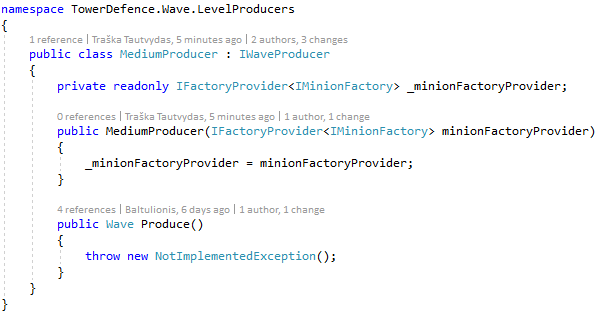 namespace TowerDefence.Wave.LevelProducers
{
1 reference | Traška Tautvydas, 5 minutes ago | 2 authors, 3 changes
public class MediumProducer : IWaveProducer
{
private readonly IFactoryProvider<IMinionFactory> _minionFactoryProvider;
0 references | Traška Tautvydas, 5 minutes ago | 1 author, 1 change
public MediumProducer(IFactoryProvider<IMinionFactory> minionFactoryProvider)
{
_minionFactoryProvider = minionFactoryProvider;
}
4 references | Baltulionis, 6 days ago | 1 author, 1 change
public Wave Produce()
{
throw new NotImplementedException();
}
}
}